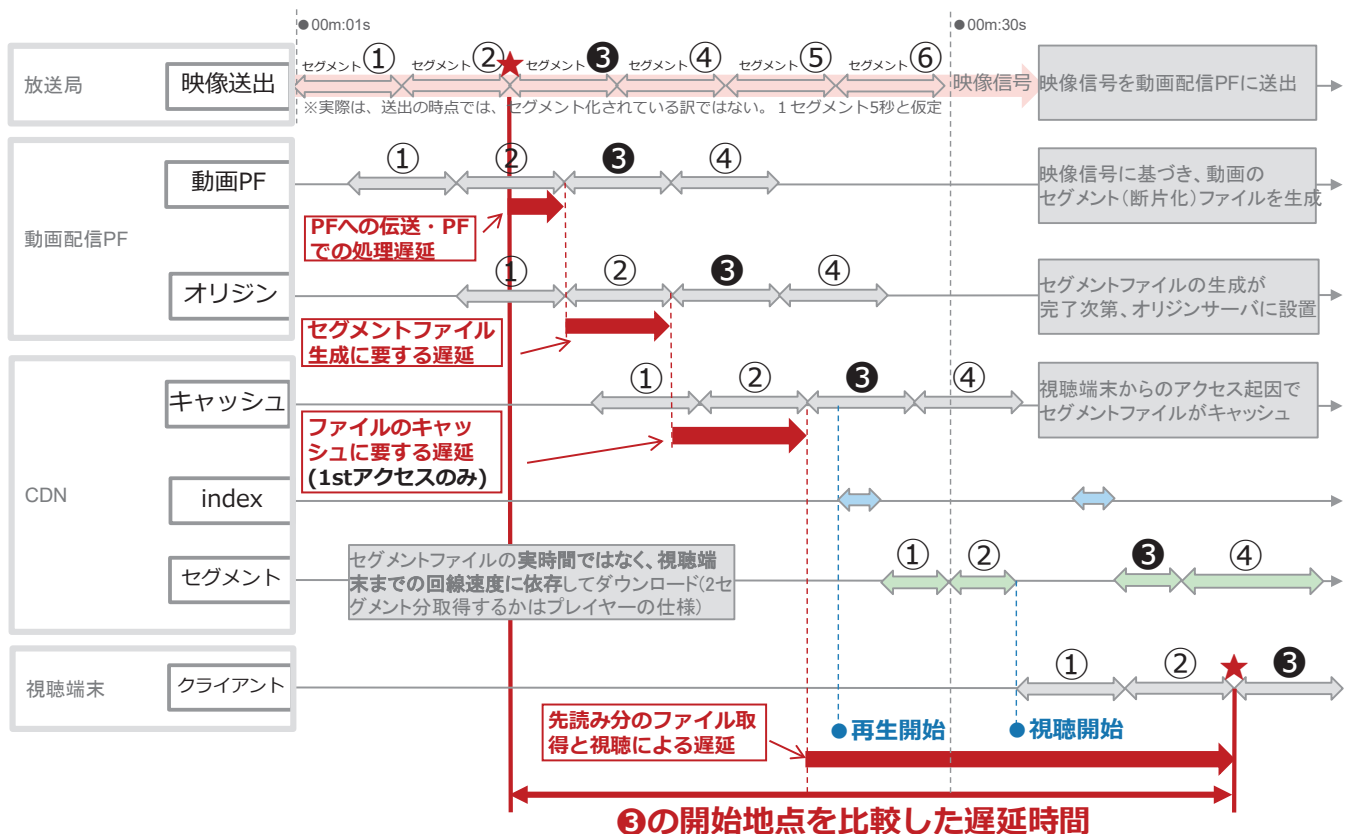 ●00m:01s
●00m:30s
放送局
映像送出
セグメント①
セグメント②
★
セグメント❸
セグメント④
セグメント⑤
セグメント⑥
映像信号
映像信号を動画配信PFに送出
※実際は、送出の時点では、セグメント化されている訳ではない。1セグメント5秒と仮定
動画配信PF
動画PF
①
②
❸
④
映像信号に基づき、動画の
セグメント(断片化)ファイルを生成
PFへの伝送・PF
での処理遅延
オリジン
①
②
❸
④
セグメントファイルの生成が
完了次第、オリジンサーバに設置
セグメントファイル
生成に要する遅延
CDN
キャッシュ
①
②
❸
④
視聴端末からのアクセス起因で
セグメントファイルがキャッシュ
ファイルのキャッ
シュに要する遅延
(1stアクセスのみ)
index
セグメント
セグメントファイルの実時間ではなく、視聴端
末までの回線速度に依存してダウンロード(2セ
グメント分取得するかはプレイヤーの仕様)
①
②
❸
④
視聴端末
クライアント
①
②
★
❸
先読み分のファイル取
得と視聴による遅延
●再生開始
●視聴開始
❸の開始地点を比較した遅延時間